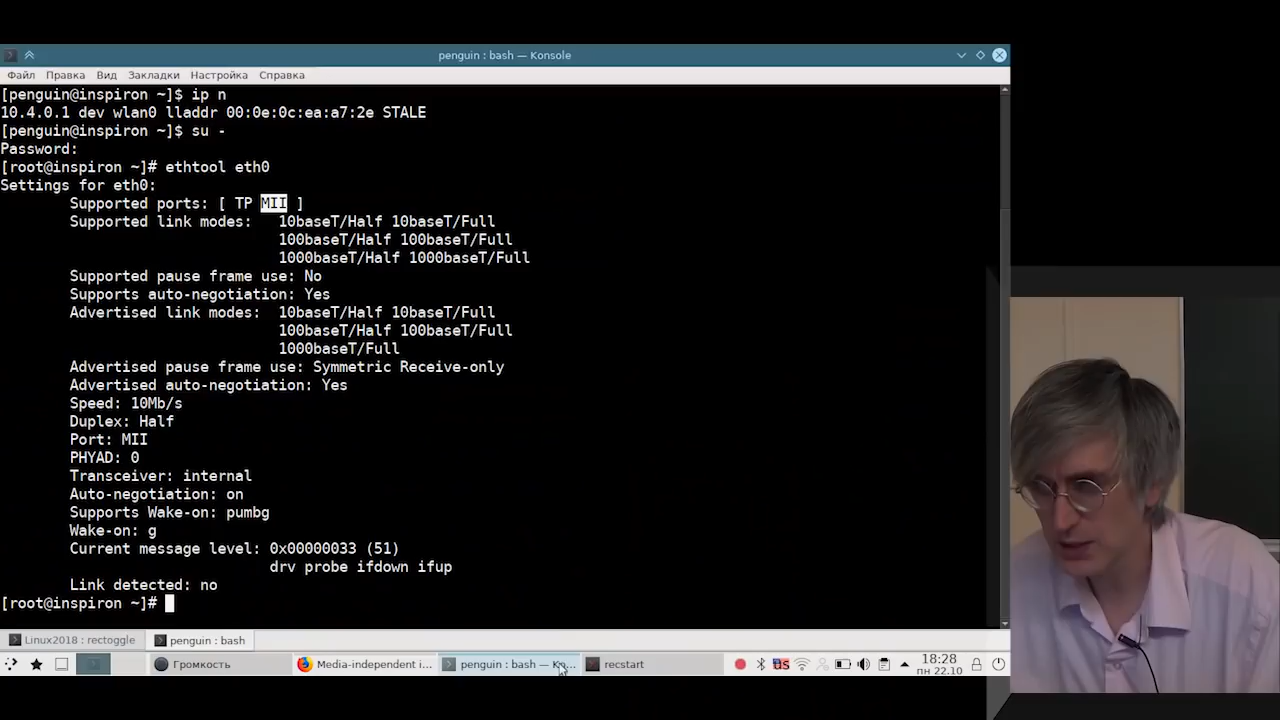 penguin : bash — Konsole
Файл Правка Вид Закладки Настройка Справка
[penguin@inspiron ~]$ ip n
10.4.0.1 dev wlan0 lladdr 00:0e:0c:ea:a7:2e STALE
[penguin@inspiron ~]$ su -
Password:
[root@inspiron ~]# ethtool eth0
Settings for eth0:
Supported ports: [ TP MII ]
Supported link modes: 10baseT/Half 10baseT/Full
100baseT/Half 100baseT/Full
1000baseT/Half 1000baseT/Full
Supported pause frame use: No
Supports auto-negotiation: Yes
Advertised link modes: 10baseT/Half 10baseT/Full
100baseT/Half 100baseT/Full
1000baseT/Full
Advertised pause frame use: Symmetric Receive-only
Advertised auto-negotiation: Yes
Speed: 10Mb/s
Duplex: Half
Port: MII
PHYAD: 0
Transceiver: internal
Auto-negotiation: on
Supports Wake-on: pumbg
Wake-on: g
Current message level: 0x00000033 (51)
drv probe ifdown ifup
Link detected: no
[root@inspiron ~]#
Linux2018 : rectoggle penguin : bash
Громкость Media-independent i... penguin : bash — Ko... recstart US 18:28
пн 22.10